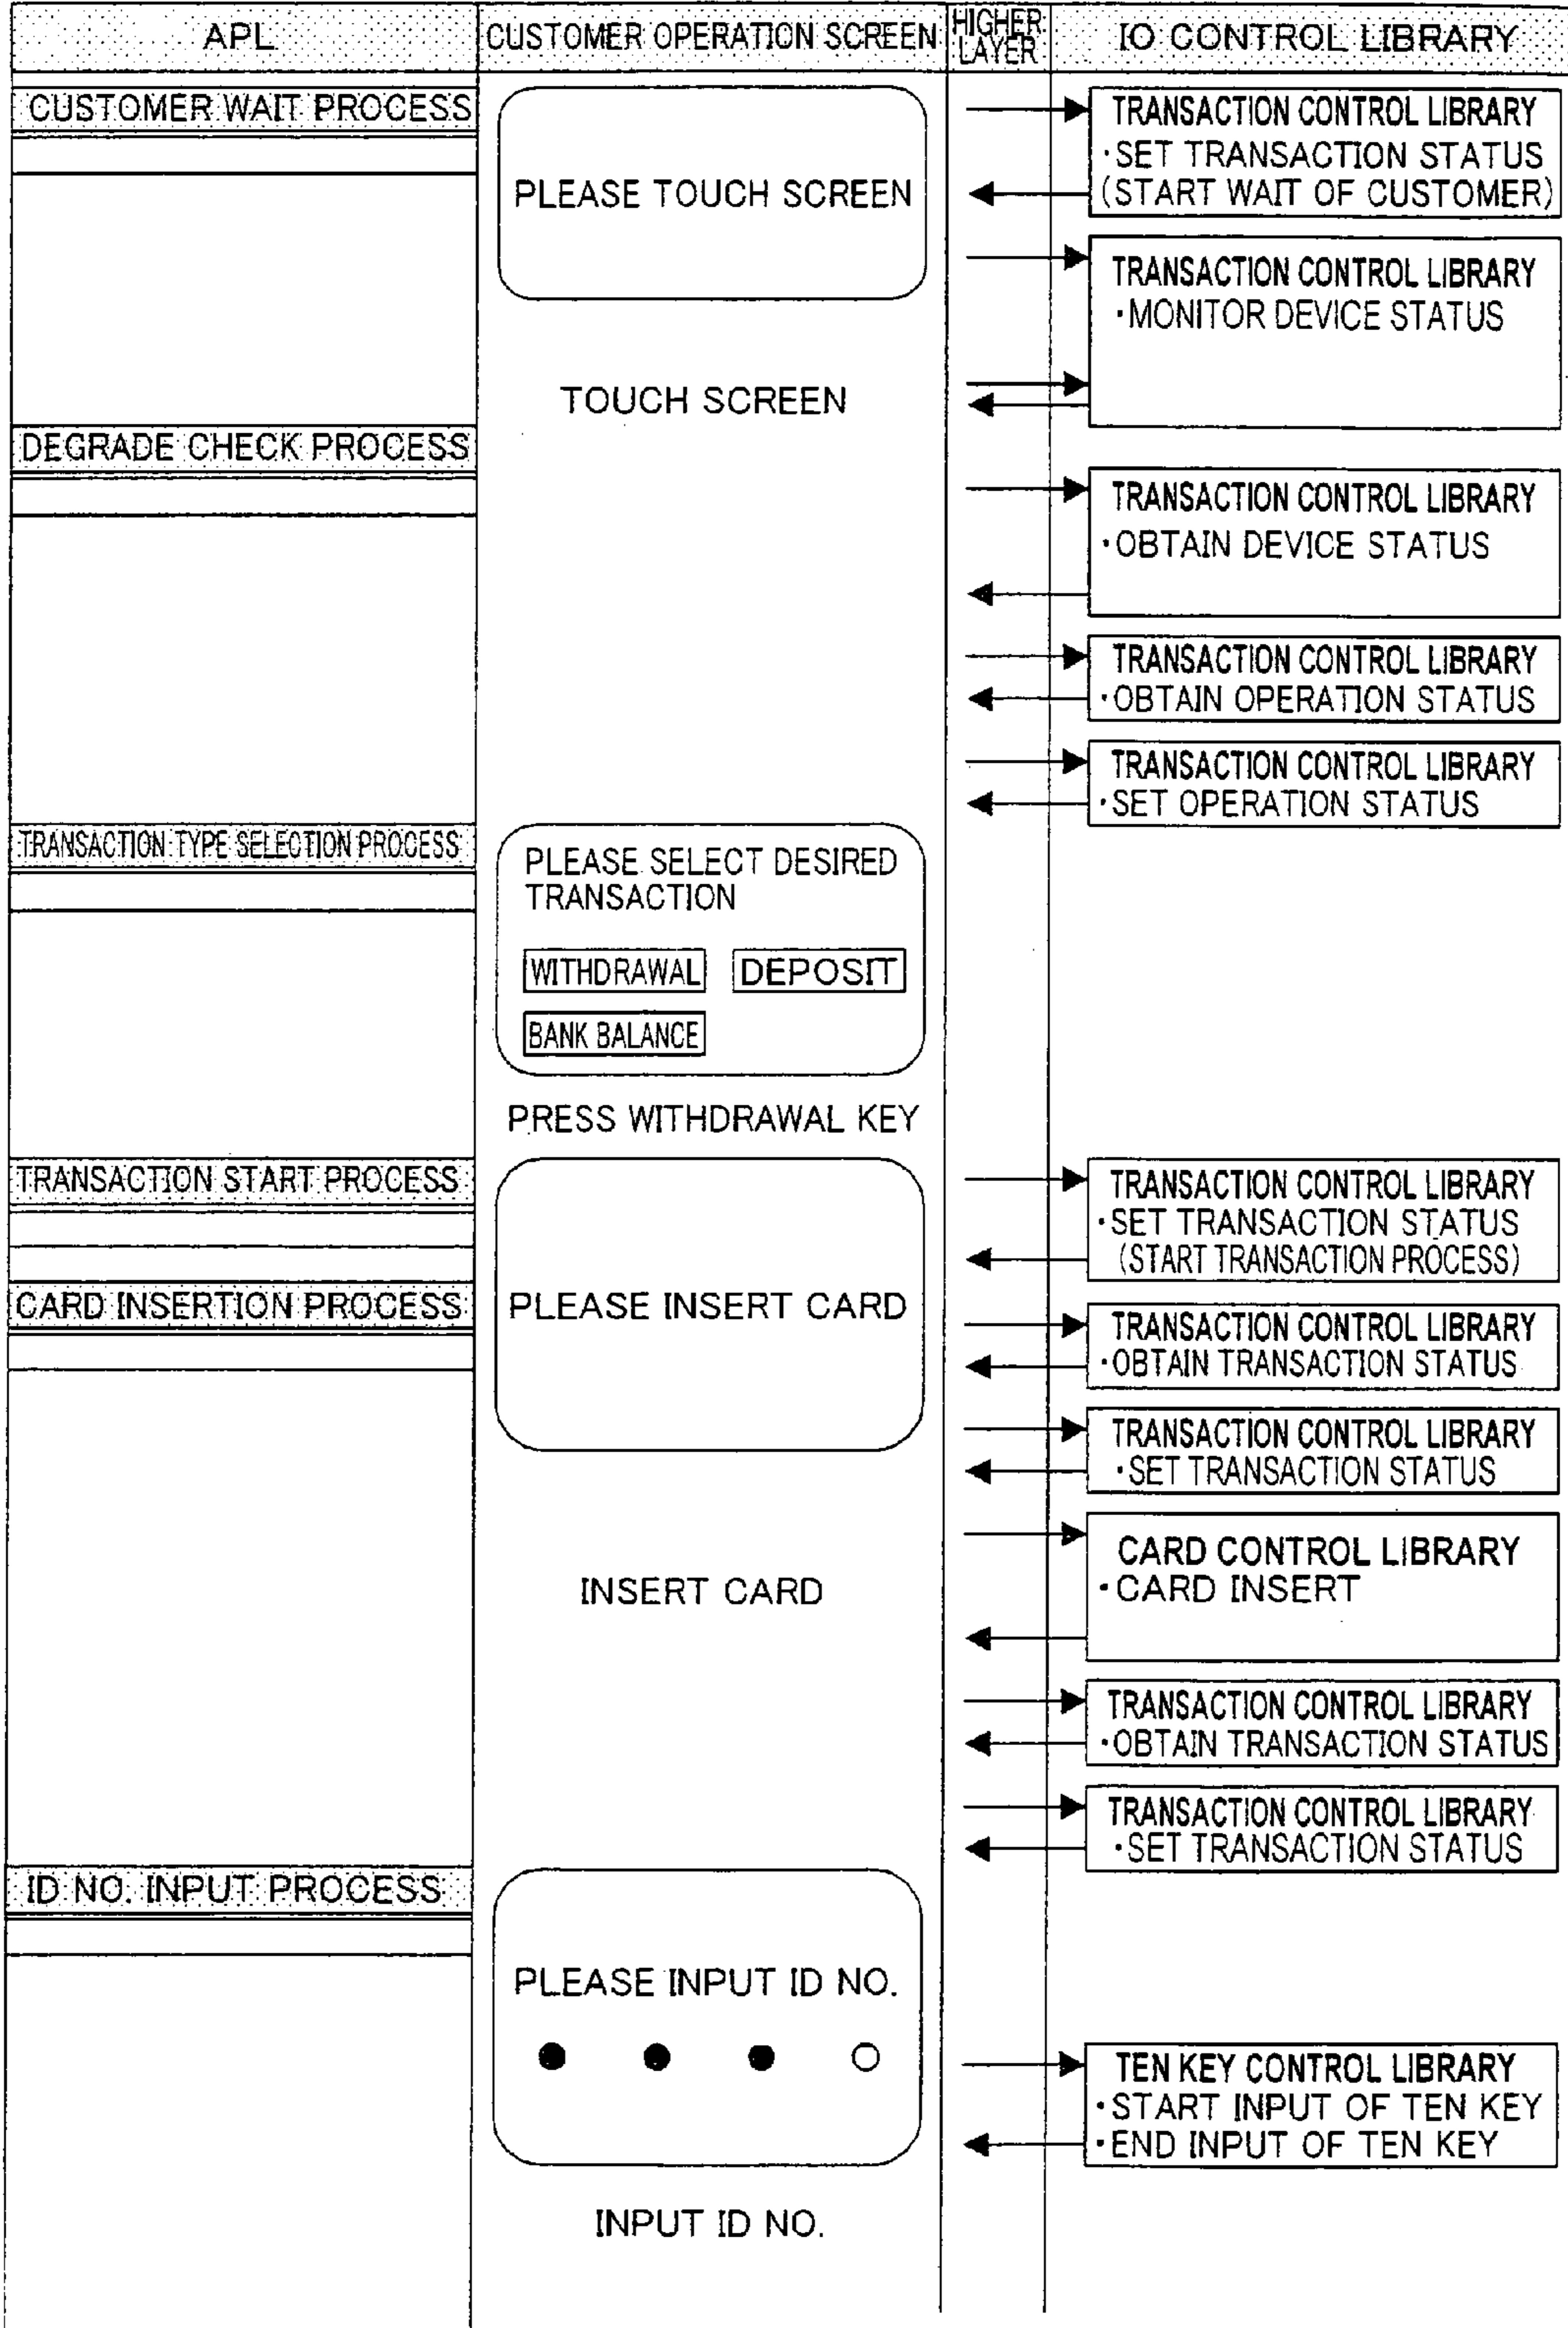 APL
CUSTOMER OPERATION SCREEN
HIGHER
LAYER
IO CONTROL LIBRARY
CUSTOMER WAIT PROCESS
PLEASE TOUCH SCREEN
TRANSACTION CONTROL LIBRARY
・SET TRANSACTION STATUS
(START WAIT OF CUSTOMER)
TRANSACTION CONTROL LIBRARY
・MONITOR DEVICE STATUS
TOUCH SCREEN
DEGRADE CHECK PROCESS
TRANSACTION CONTROL LIBRARY
・OBTAIN DEVICE STATUS
TRANSACTION CONTROL LIBRARY
・OBTAIN OPERATION STATUS
TRANSACTION CONTROL LIBRARY
・SET OPERATION STATUS
TRANSACTION TYPE SELECTION PROCESS
PLEASE SELECT DESIRED
TRANSACTION
WITHDRAWAL
DEPOSIT
BANK BALANCE
PRESS WITHDRAWAL KEY
TRANSACTION START PROCESS
TRANSACTION CONTROL LIBRARY
・SET TRANSACTION STATUS
(START TRANSACTION PROCESS)
CARD INSERTION PROCESS
PLEASE INSERT CARD
TRANSACTION CONTROL LIBRARY
・OBTAIN TRANSACTION STATUS
TRANSACTION CONTROL LIBRARY
・SET TRANSACTION STATUS
INSERT CARD
CARD CONTROL LIBRARY
・CARD INSERT
TRANSACTION CONTROL LIBRARY
・OBTAIN TRANSACTION STATUS
TRANSACTION CONTROL LIBRARY
・SET TRANSACTION STATUS
ID NO. INPUT PROCESS
PLEASE INPUT ID NO.
TEN KEY CONTROL LIBRARY
・START INPUT OF TEN KEY
・END INPUT OF TEN KEY
INPUT ID NO.